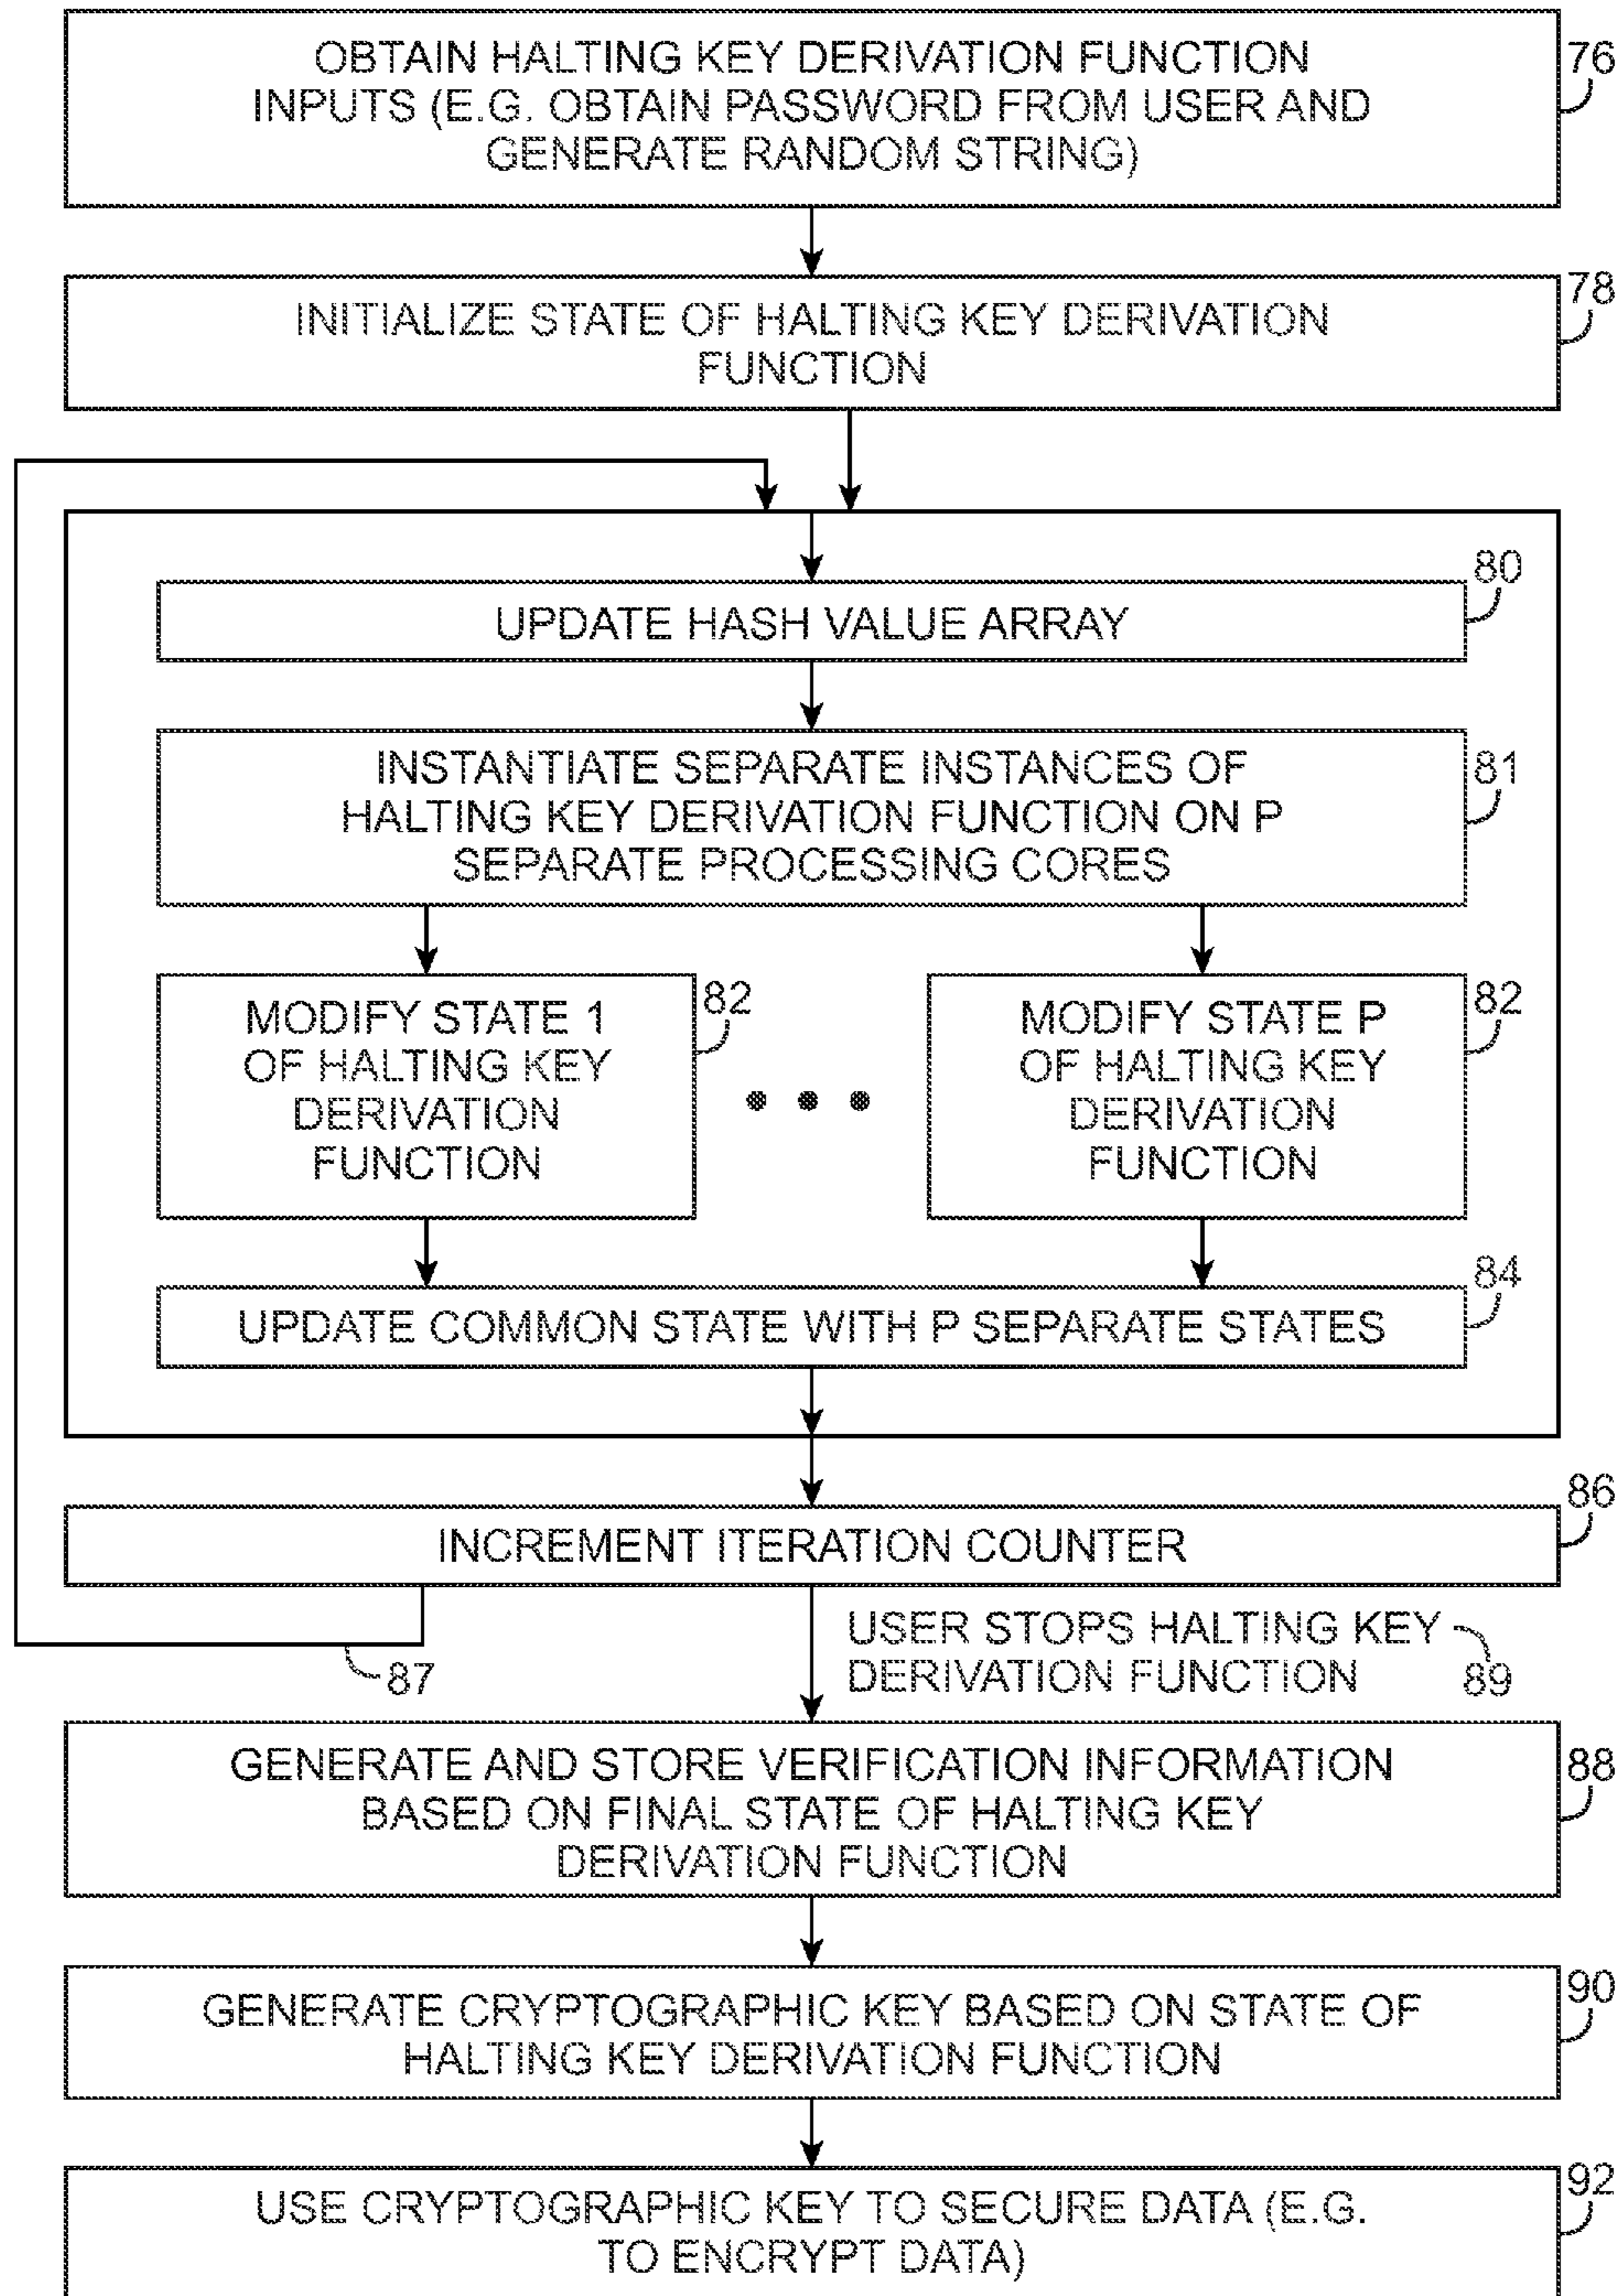 OBTAIN HALTING KEY DERIVATION FUNCTION
INPUTS (E.G. OBTAIN PASSWORD FROM USER AND
GENERATE RANDOM STRING)
76
INITIALIZE STATE OF HALTING KEY DERIVATION
FUNCTION
78
UPDATE HASH VALUE ARRAY
80
INSTANTIATE SEPARATE INSTANCES OF
HALTING KEY DERIVATION FUNCTION ON P
SEPARATE PROCESSING CORES
81
MODIFY STATE 1
OF HALTING KEY
DERIVATION
FUNCTION
82
• • •
MODIFY STATE P
OF HALTING KEY
DERIVATION
FUNCTION
82
UPDATE COMMON STATE WITH P SEPARATE STATES
84
INCREMENT ITERATION COUNTER
86
87
USER STOPS HALTING KEY
DERIVATION FUNCTION
89
GENERATE AND STORE VERIFICATION INFORMATION
BASED ON FINAL STATE OF HALTING KEY
DERIVATION FUNCTION
88
GENERATE CRYPTOGRAPHIC KEY BASED ON STATE OF
HALTING KEY DERIVATION FUNCTION
90
USE CRYPTOGRAPHIC KEY TO SECURE DATA (E.G.
TO ENCRYPT DATA)
92